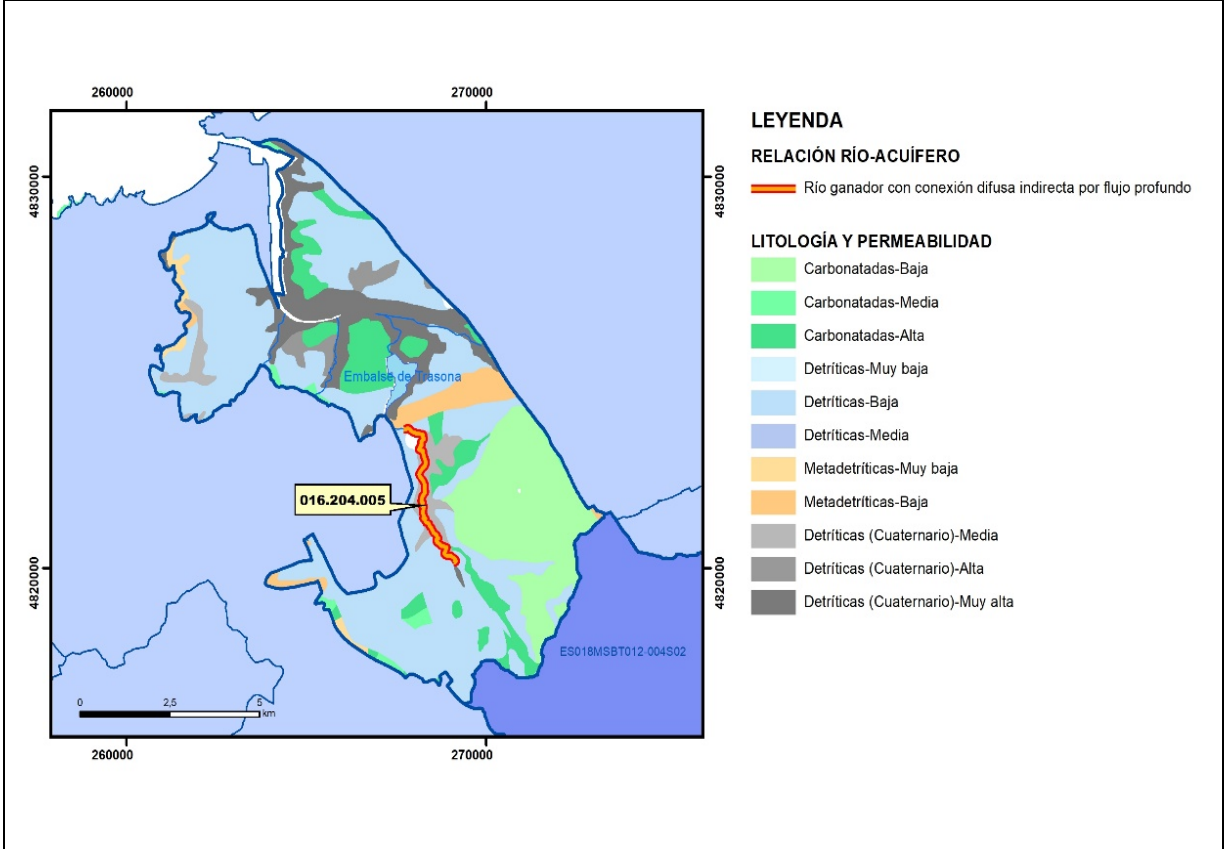 260000
270000
4830000
4830000
Embalse de Trasona
016.204.005
4820000
4820000
ES018MSBT012-004S02
0
2,5
5
km
260000
270000
LEYENDA
RELACIÓN RÍO-ACUÍFERO
Río ganador con conexión difusa indirecta por flujo profundo
LITOLOGÍA Y PERMEABILIDAD
Carbonatadas-Baja
Carbonatadas-Media
Carbonatadas-Alta
Detríticas-Muy baja
Detríticas-Baja
Detríticas-Media
Metadetríticas-Muy baja
Metadetríticas-Baja
Detríticas (Cuaternario)-Media
Detríticas (Cuaternario)-Alta
Detríticas (Cuaternario)-Muy alta